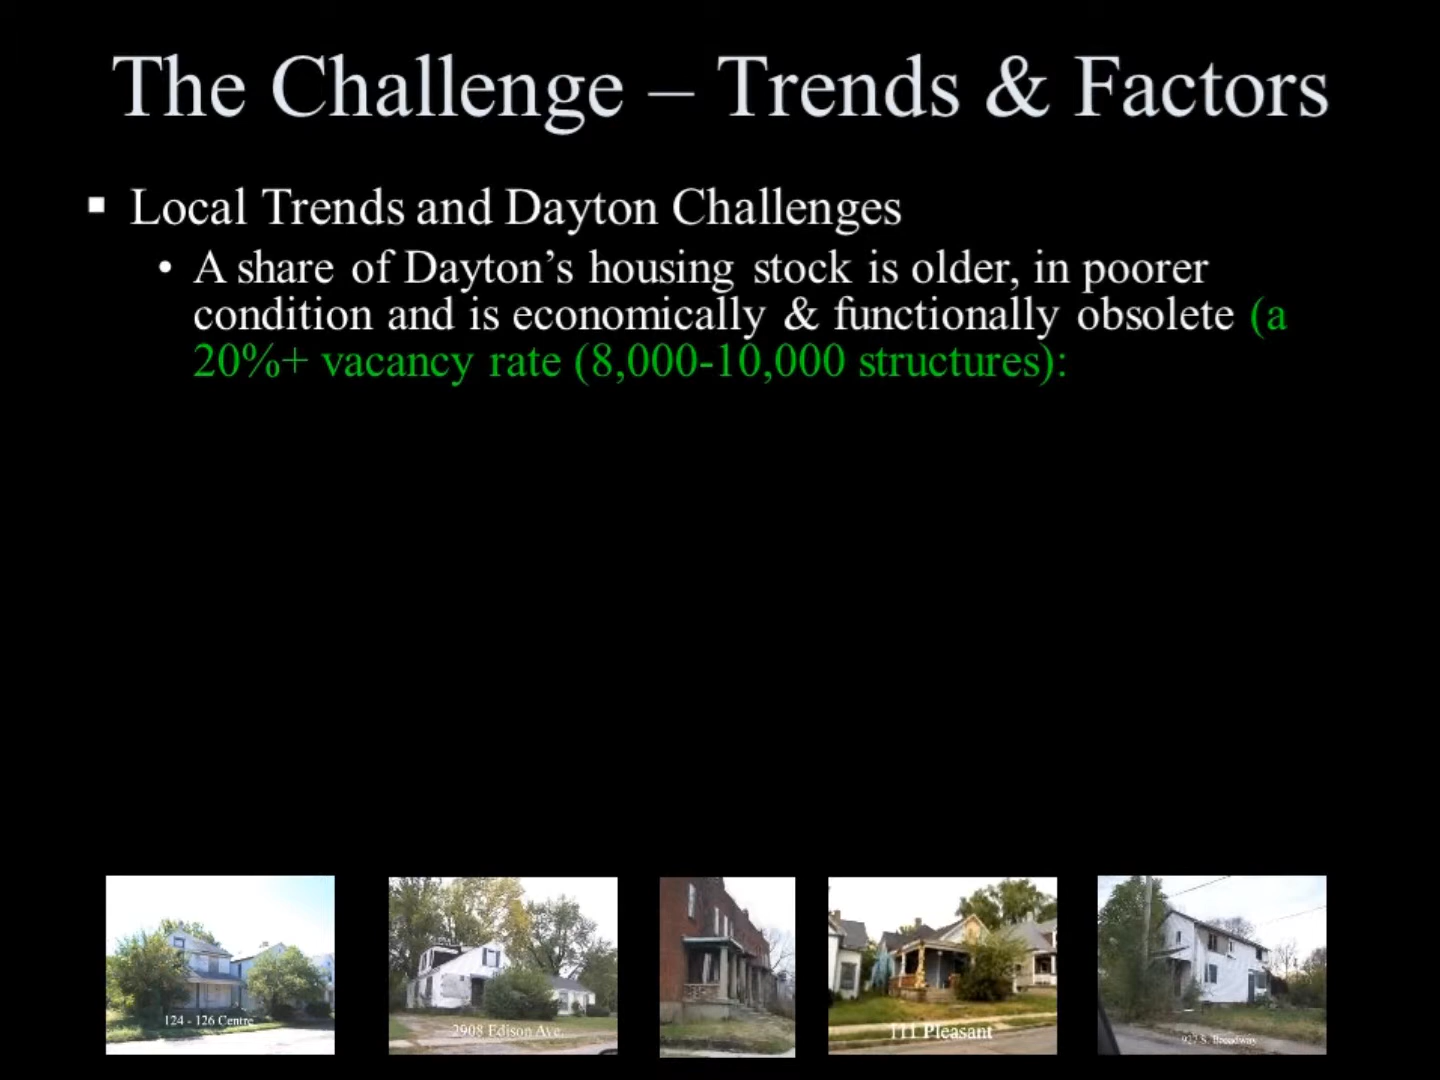 The Challenge – Trends & Factors
▪ Local Trends and Dayton Challenges
• A share of Dayton’s housing stock is older, in poorer
condition and is economically & functionally obsolete (a
20%+ vacancy rate (8,000-10,000 structures):
124 - 126 Centre
2908 Edison Ave.
111 Pleasant
927 S. Broadway